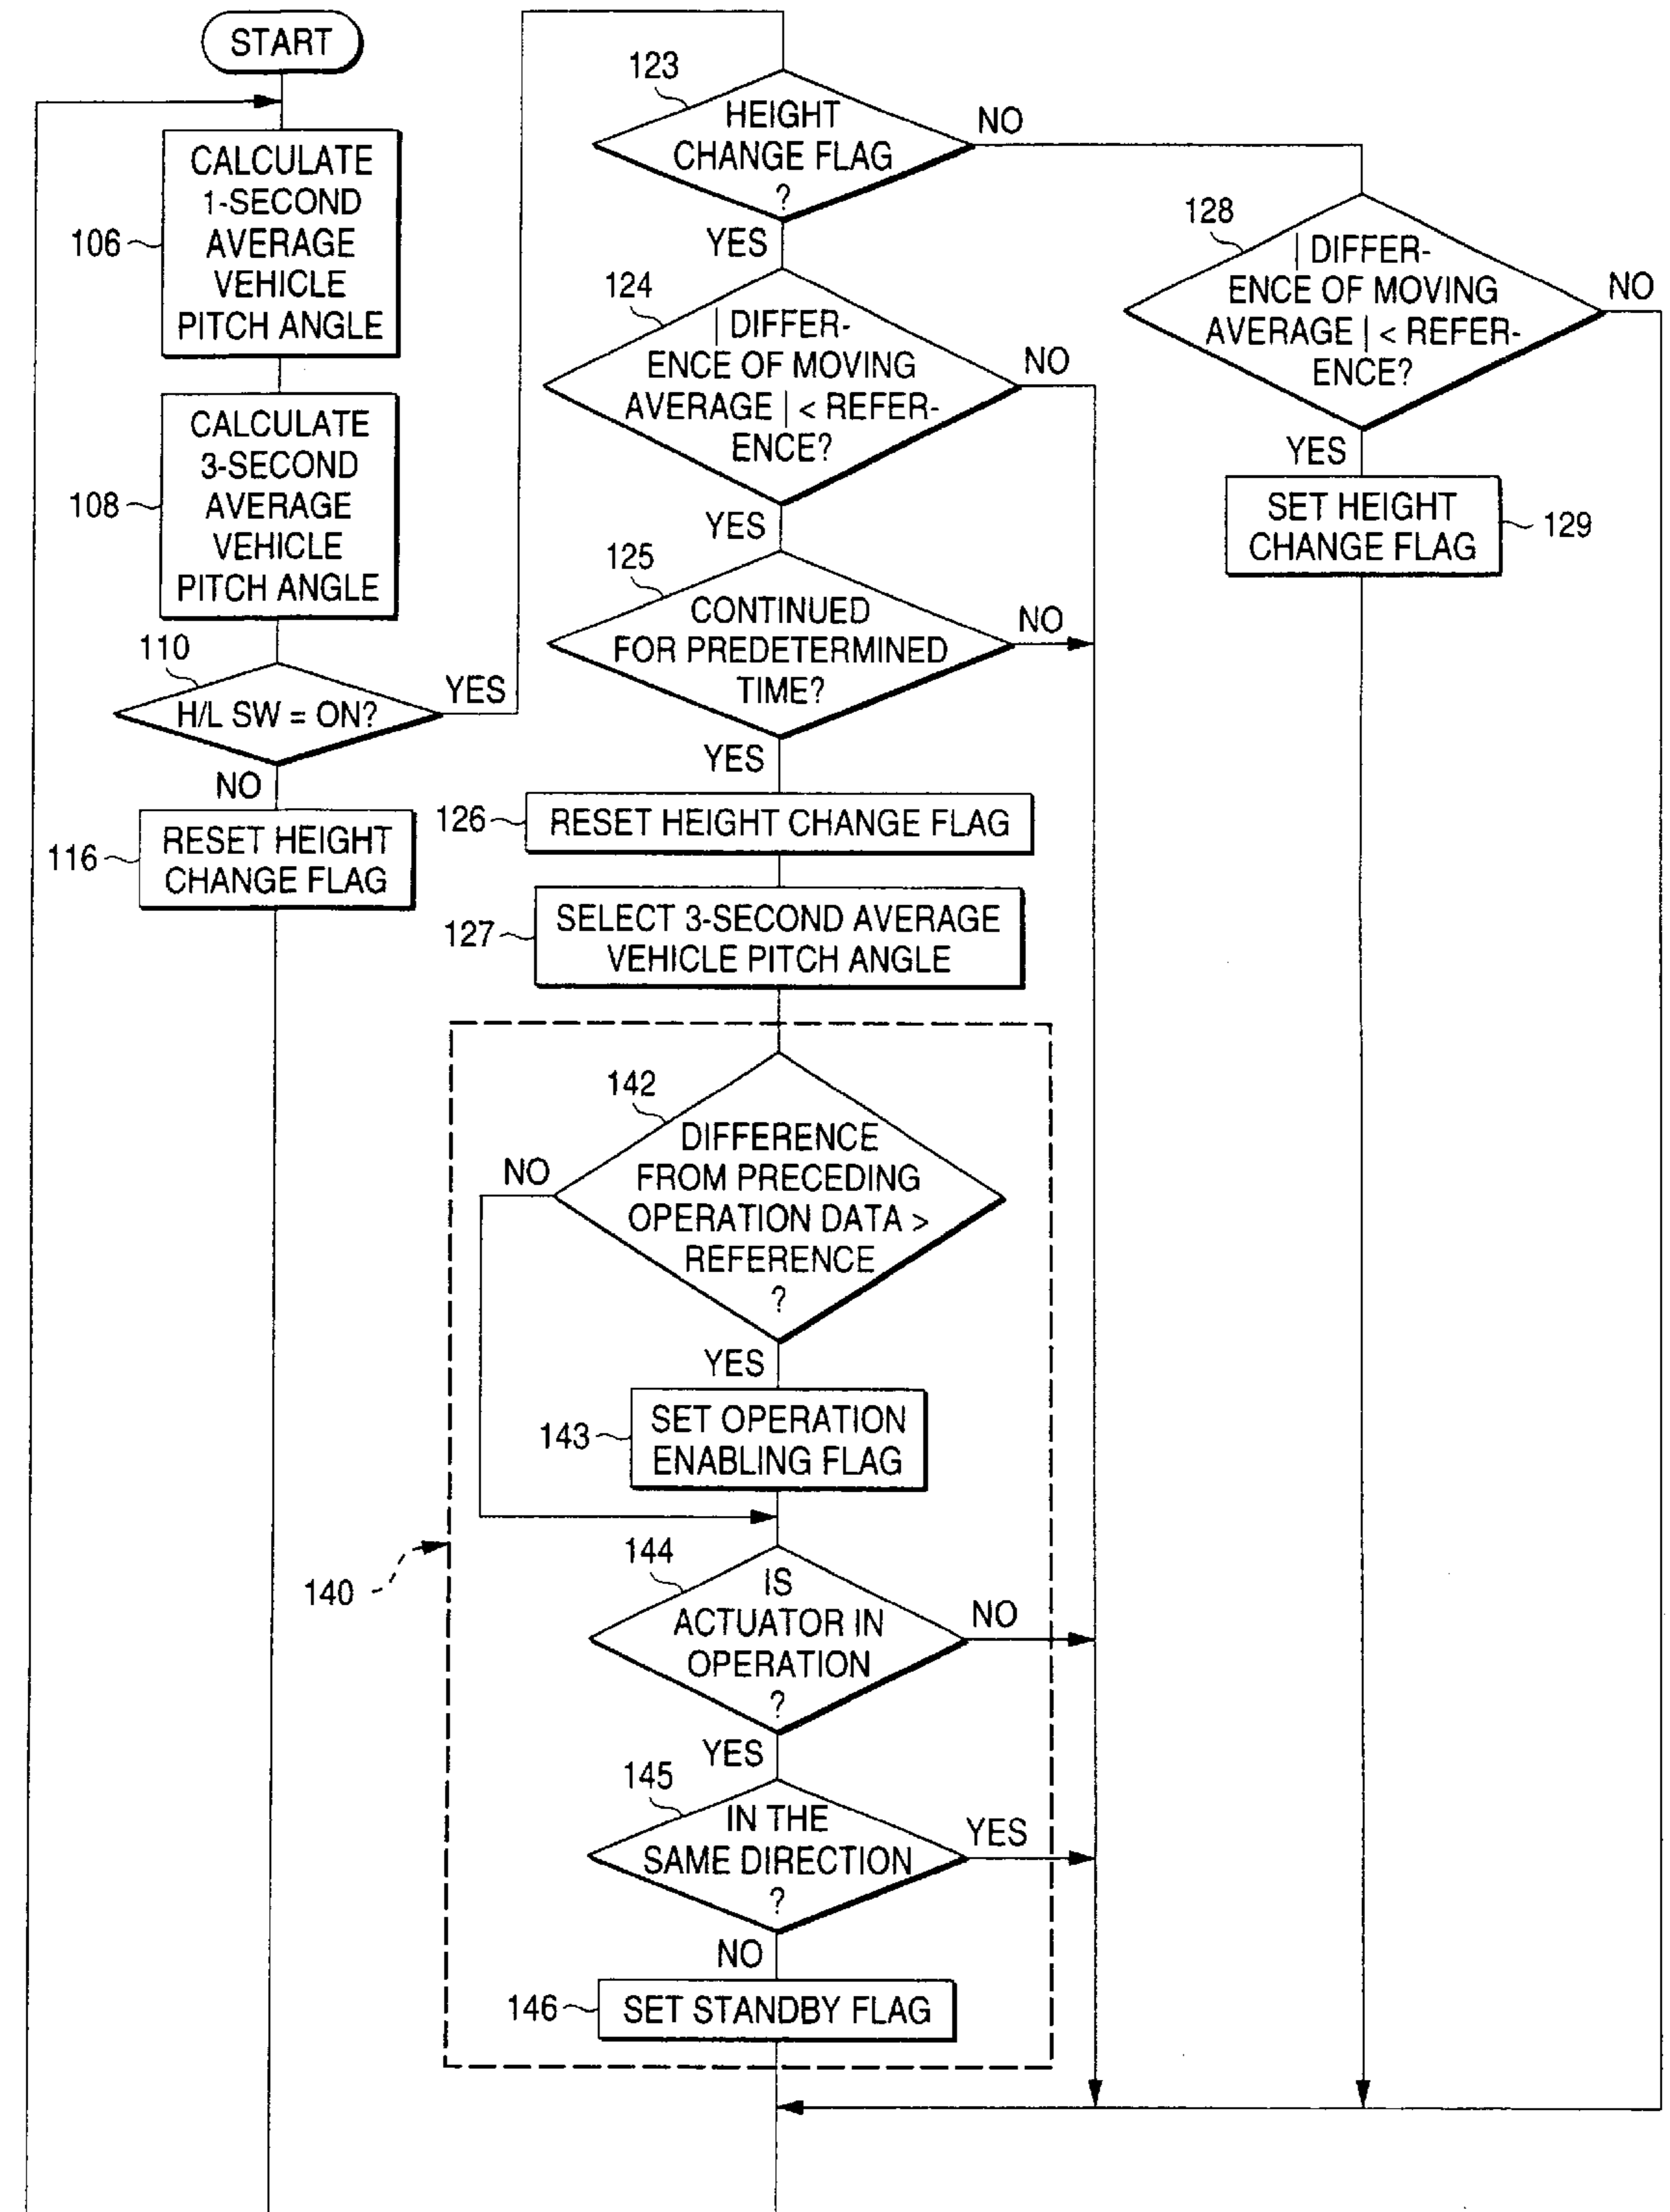 START
106
CALCULATE
1-SECOND
AVERAGE
VEHICLE
PITCH ANGLE
108
CALCULATE
3-SECOND
AVERAGE
VEHICLE
PITCH ANGLE
110
H/L SW = ON?
YES
NO
116
RESET HEIGHT
CHANGE FLAG
123
HEIGHT
CHANGE FLAG
?
NO
YES
124
| DIFFER-
ENCE OF MOVING
AVERAGE | < REFER-
ENCE?
NO
YES
125
CONTINUED
FOR PREDETERMINED
TIME?
NO
YES
126
RESET HEIGHT CHANGE FLAG
127
SELECT 3-SECOND AVERAGE
VEHICLE PITCH ANGLE
140
142
DIFFERENCE
FROM PRECEDING
OPERATION DATA >
REFERENCE
?
NO
YES
143
SET OPERATION
ENABLING FLAG
144
IS
ACTUATOR IN
OPERATION
?
NO
YES
145
IN THE
SAME DIRECTION
?
YES
NO
146
SET STANDBY FLAG
128
| DIFFER-
ENCE OF MOVING
AVERAGE | < REFER-
ENCE?
NO
YES
SET HEIGHT
CHANGE FLAG
129